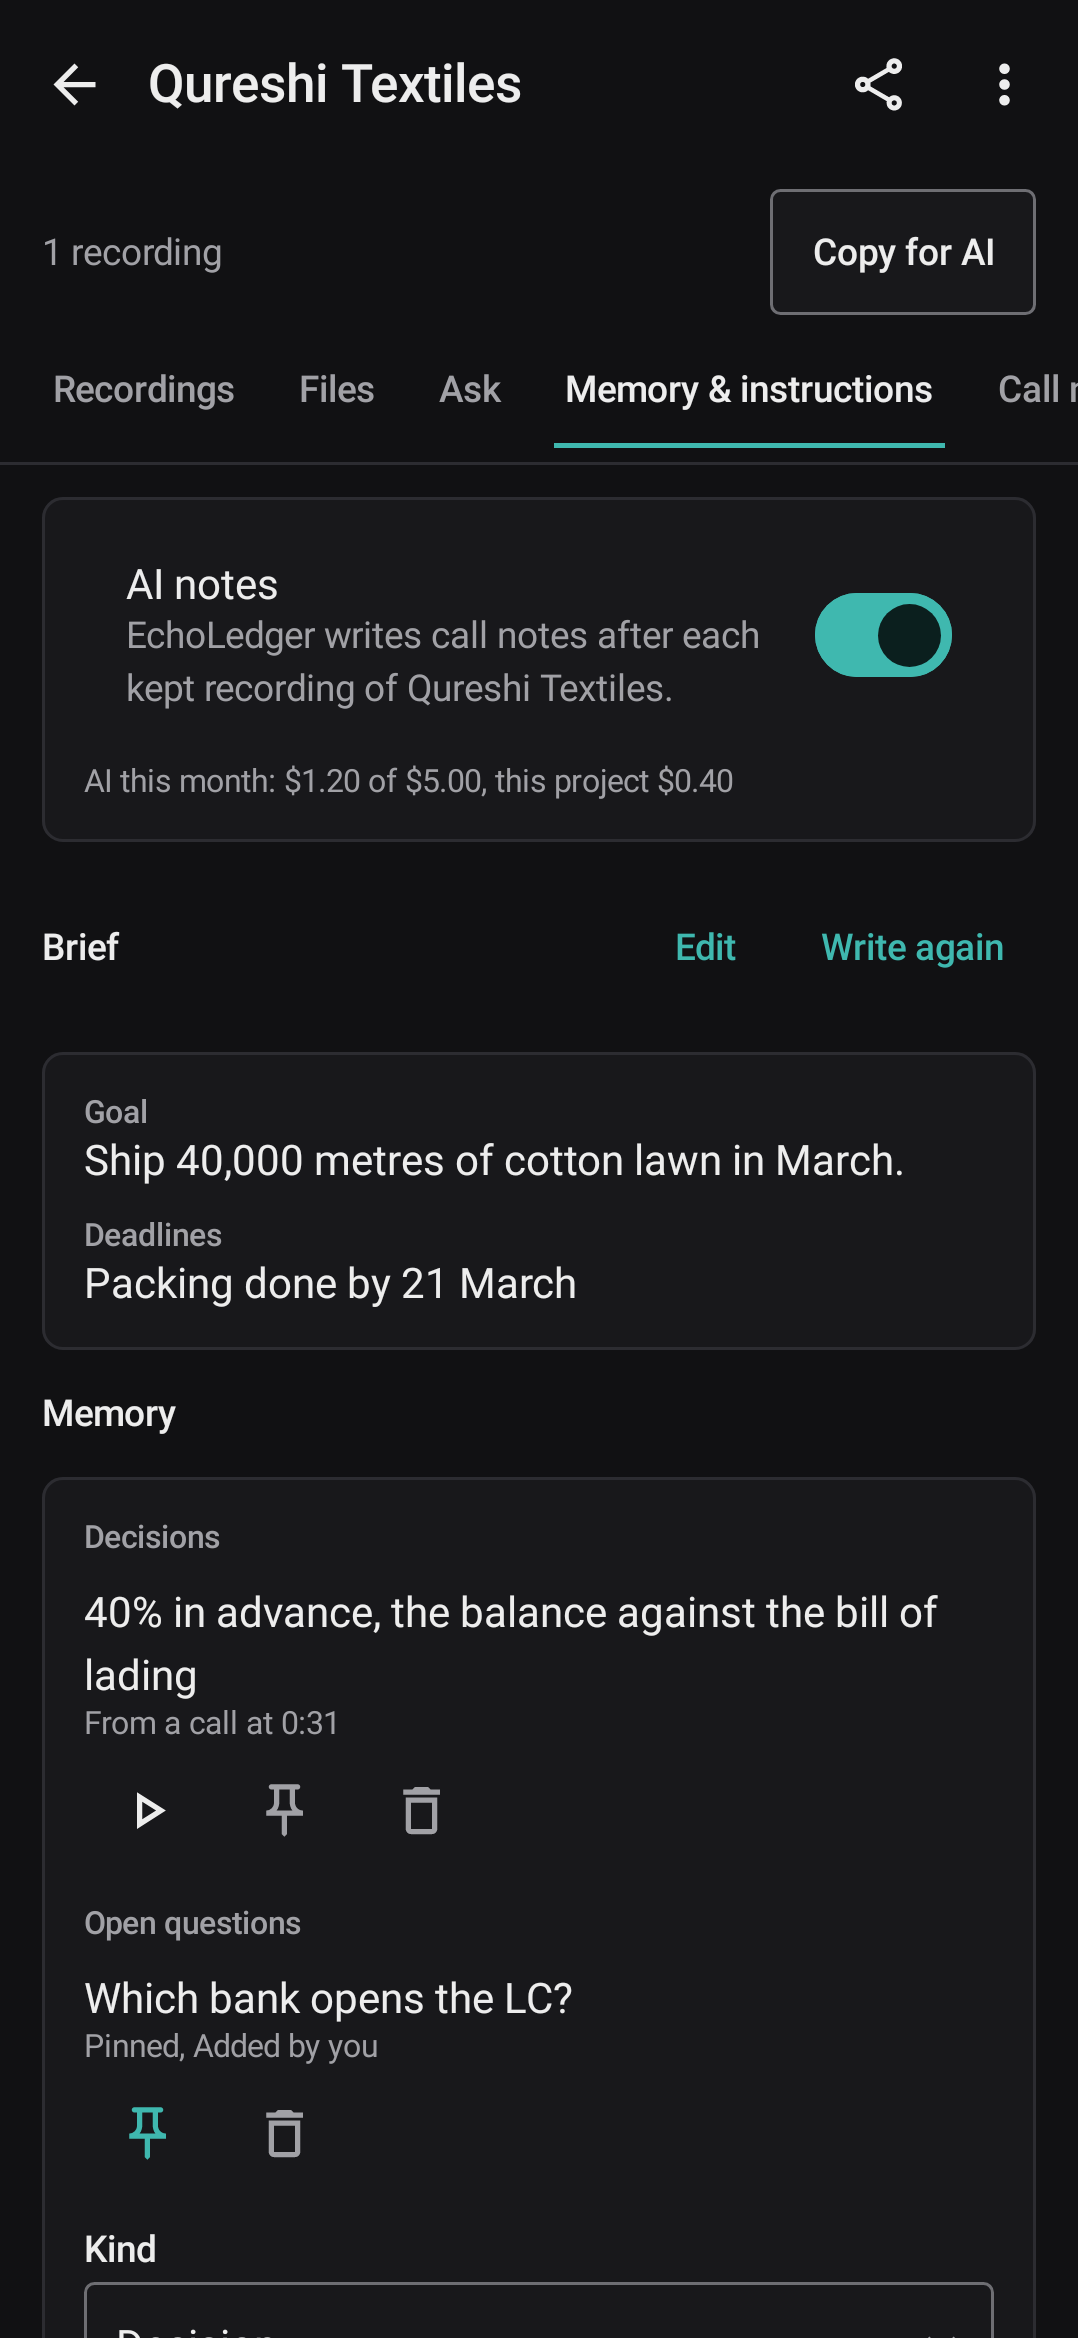 Qureshi Textiles
1 recording
Copy for AI
Recordings Files Ask Memory & instructions Call
AI notes
EchoLedger writes call notes after each
kept recording of Qureshi Textiles.
AI this month: $1.20 of $5.00, this project $0.40
Brief Edit Write again
Goal
Ship 40,000 metres of cotton lawn in March.
Deadlines
Packing done by 21 March
Memory
Decisions
40% in advance, the balance against the bill of
lading
From a call at 0:31
Open questions
Which bank opens the LC?
Pinned, Added by you
Kind
Decision